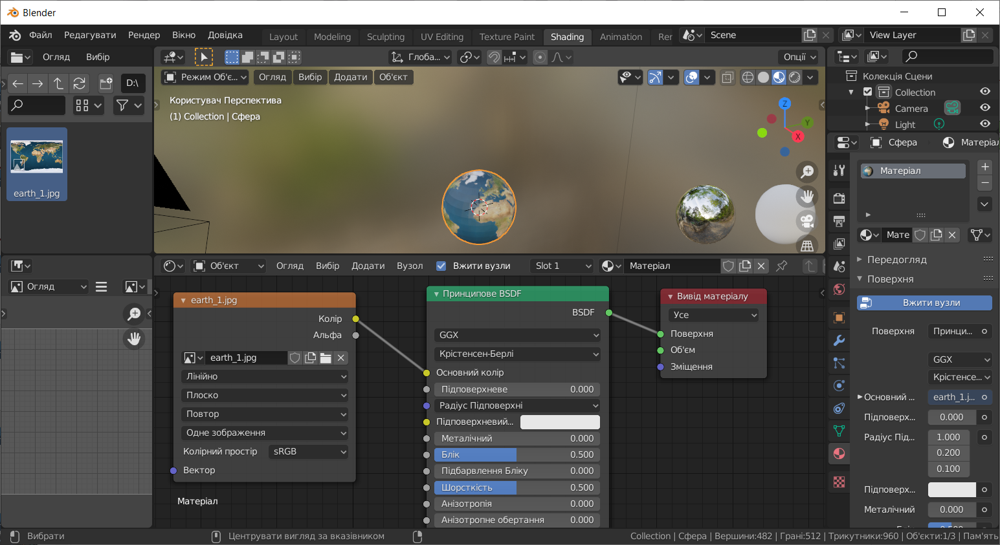 Blender
Файл Редагувати Рендер Вікно Довідка Layout Modeling Sculpting UV Editing Texture Paint Shading Animation Rer Scene View Layer
Огляд Вибір
Глоба... Опції
D:\
earth_1.jpg
Режим Об'є... Огляд Вибір Додати Об'єкт
Користувач Перспектива
(1) Collection | Сфера
Z
Y
X
Колекція Сцени
Collection
Camera
Light
Сфера Матеріал
Матеріал
Мате
Передогляд
Поверхня
Вжити вузли
Поверхня Принци...
GGX
Крістенсе...
Основний ... earth_1.j...
Підповерх... 0.000
Радіус Під... 1.000
0.200
0.100
Підповерх...
Металічний 0.000
Огляд
Об'єкт Огляд Вибір Додати Вузол Вжити вузли Slot 1 Матеріал
earth_1.jpg
Колір
Альфа
earth_1.jpg
Лінійно
Плоско
Повтор
Одне зображення
Колірний простір sRGB
Вектор
Матеріал
Принципове BSDF
BSDF
GGX
Крістенсен-Берлі
Основний колір
Підповерхневе 0.000
Радіус Підповерхні
Підповерхневий...
Металічний 0.000
Блік 0.500
Підбарвлення Бліку 0.000
Шорсткість 0.500
Анізотропія 0.000
Анізотропне обертання 0.000
Вивід матеріалу
Усе
Поверхня
Об'єм
Зміщення
Вибрати Центрувати вигляд за вказівником Collection | Сфера | Вершини:482 | Грані:512 | Трикутники:960 | Об'єкти:1/3 | Пам'ять